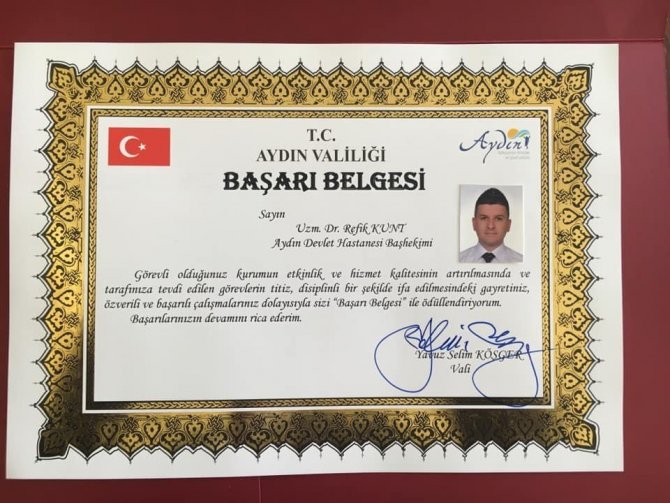 T.C.
AYDIN VALİLİĞİ
Aydın
BAŞARI BELGESİ
Sayın
Uzm. Dr. Refik KUNT
Aydın Devlet Hastanesi Başhekimi
Görevli olduğunuz kurumun etkinlik ve hizmet kalitesinin artırılmasında ve
tarafınıza tevdi edilen görevlerin titiz, disiplinli bir şekilde ifa edilmesindeki gayretiniz,
özverili ve başarılı çalışmalarınız dolayısıyla sizi "Başarı Belgesi" ile ödüllendiriyorum.
Başarılarınızın devamını rica ederim.
Yavuz Selim KÖŞGER
Vali